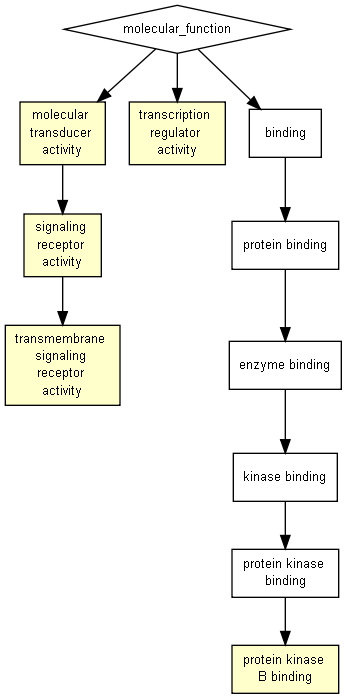 molecular_function
molecular
transducer
activity
transcription
regulator
activity
binding
signaling
receptor
activity
protein binding
transmembrane
signaling
receptor
activity
enzyme binding
kinase binding
protein kinase
binding
protein kinase
B binding